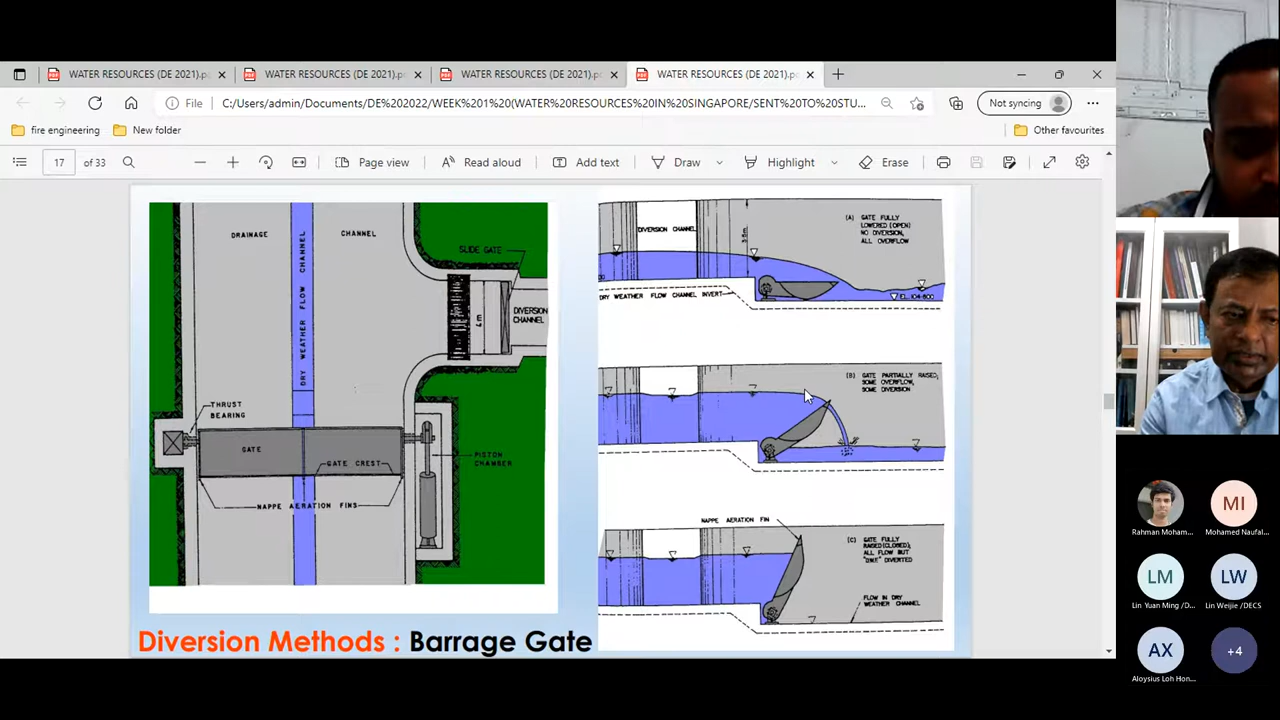 WATER RESOURCES (DE 2021).p
WATER RESOURCES (DE 2021).p
WATER RESOURCES (DE 2021).p
WATER RESOURCES (DE 2021).p
File
C:/Users/admin/Documents/DE%202022/WEEK%201%20(WATER%20RESOURCES%20IN%20SINGAPORE/SENT%20TO%20STU...
Not syncing
fire engineering
New folder
Other favourites
17 of 33
Page view
Read aloud
Add text
Draw
Highlight
Erase
DRAINAGE
DRY WEATHER FLOW CHANNEL
CHANNEL
SLIDE GATE
4m
DIVERSION
CHANNEL
THRUST
BEARING
GATE
GATE CREST
PISTON
CHAMBER
NAPPE AERATION FINS
DIVERSION CHANNEL
(A) GATE FULLY
LOWERED (OPEN)
NO DIVERSION,
ALL OVERFLOW
DRY WEATHER FLOW CHANNEL INVERT
(B) GATE PARTIALLY RAISED,
SOME OVERFLOW,
SOME DIVERSION
NAPPE AERATION FIN
(C) GATE FULLY
RAISED (CLOSED),
ALL FLOW BUT
"DWF" DIVERTED
FLOW IN DRY
WEATHER CHANNEL
Diversion Methods : Barrage Gate
Rahman Moham...
MI
Mohamed Naufal...
LM
Lin Yuan Ming /D...
LW
Lin Weijie /DECS
AX
Aloysius Loh Hon...
+4